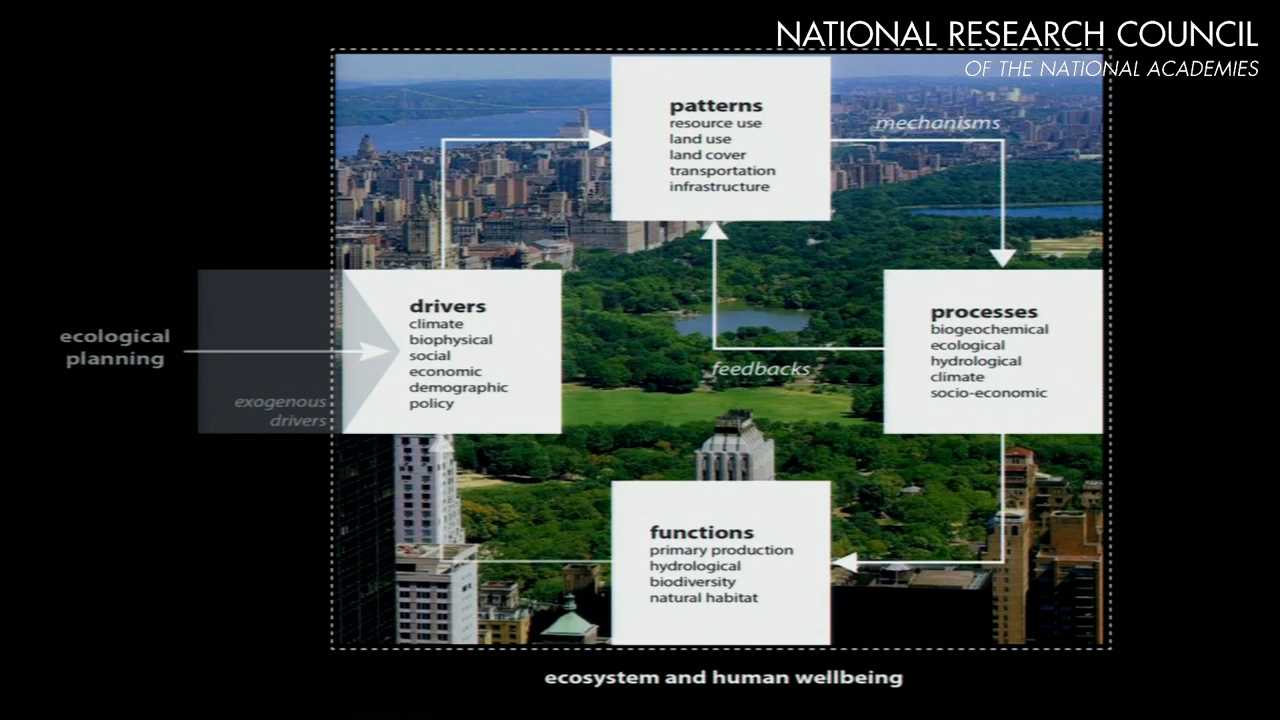 NATIONAL RESEARCH COUNCIL
OF THE NATIONAL ACADEMIES
patterns
resource use
land use
land cover
transportation
infrastructure
mechanisms
ecological
planning
exogenous
drivers
drivers
climate
biophysical
social
economic
demographic
policy
feedbacks
processes
biogeochemical
ecological
hydrological
climate
socio-economic
functions
primary production
hydrological
biodiversity
natural habitat
ecosystem and human wellbeing